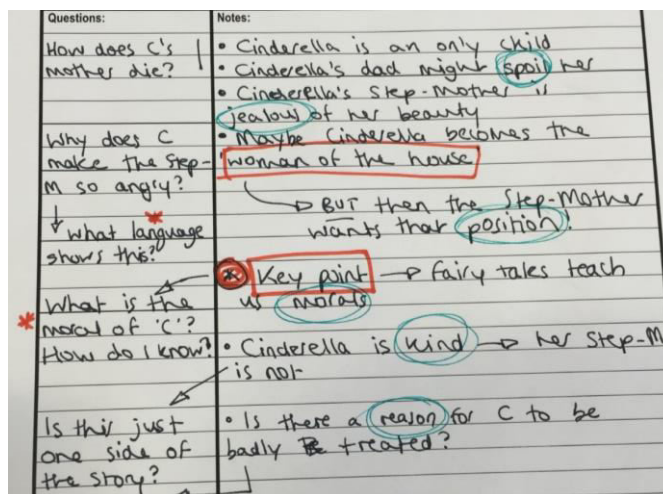 Questions:
How does C's
mother die?
Why does C
make the Step-
M so angry?
what language
shows this?
What is the
moral of 'C'?
How do I know?
Is this just
one side of
the story?
Notes:
• Cinderella is an only child
• Cinderella's dad might spoil her
• Cinderella's Step-Mother is
jealous of her beauty
• Maybe Cinderella becomes the
woman of the house
BUT then the Step-Mother
wants that position!
Key point → fairy tales teach
us morals
• Cinderella is kind → her Step-M
is not
• Is there a reason for C to be
badly treated?